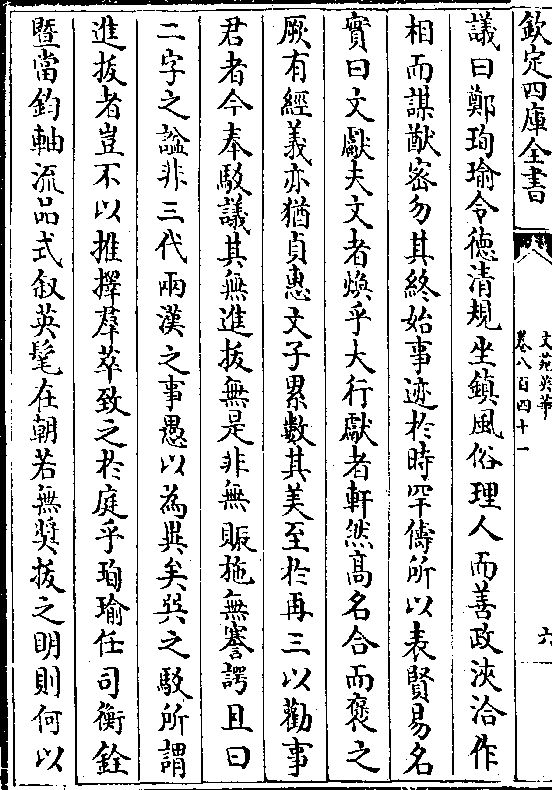 欽定四庫全書
文苑英華
卷八百四十一
六
議曰鄭珣瑜令德清規坐鎮風俗理人而善政浹洽作
相而謀猷密勿其終始事迹於時罕儔所以表賢易名
實曰文獻夫文者煥乎大行獻者軒然高名合而褒之
厥有經義亦猶貞惠文子累數其美至於再三以勸事
君者今奉駮議其無進拔無是非無賑施無謇諤且曰
二字之諡非三代兩漢之事愚以為異矣異之駮所謂
進拔者豈不以推擇羣萃致之於庭乎珣瑜任司衡銓
暨當鈞軸流品式叙英髦在朝若無奬拔之明則何以